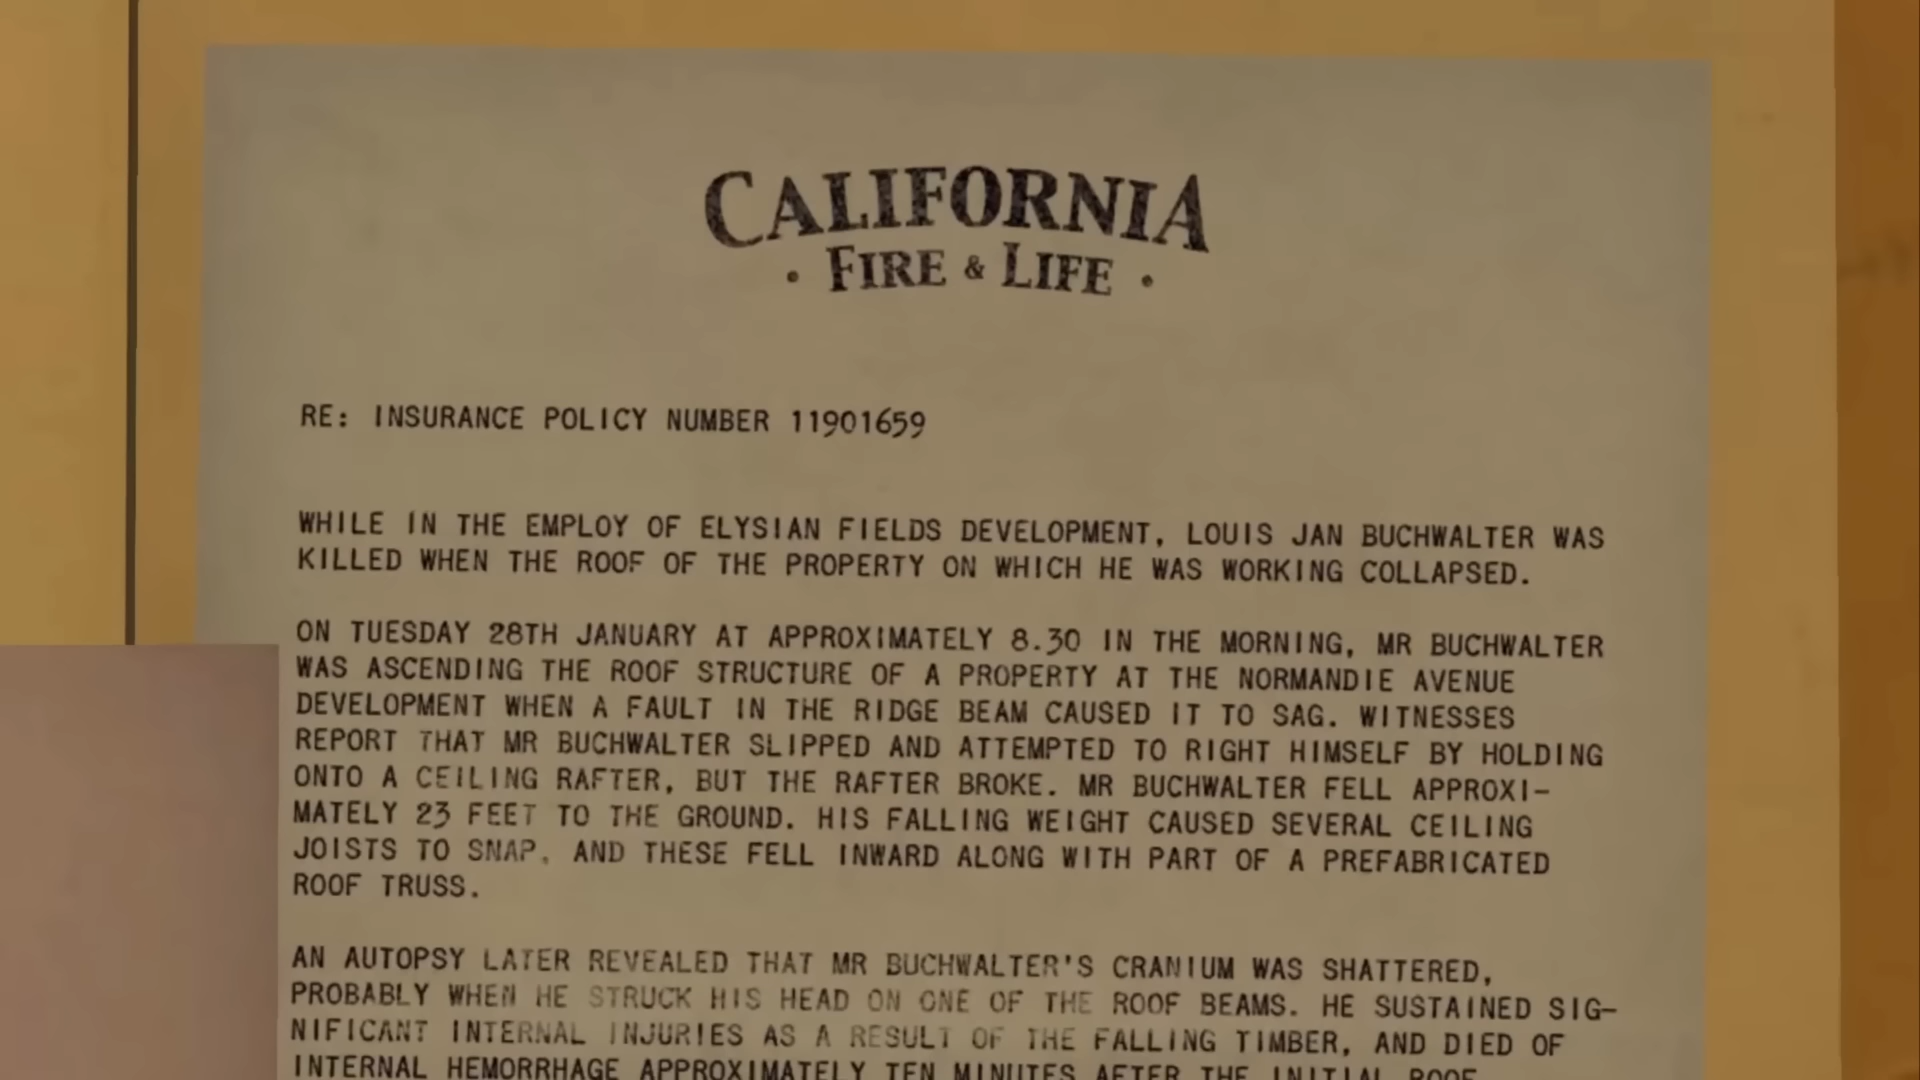 CALIFORNIA
· FIRE & LIFE ·
RE: INSURANCE POLICY NUMBER 11901659
WHILE IN THE EMPLOY OF ELYSIAN FIELDS DEVELOPMENT, LOUIS JAN BUCHWALTER WAS
KILLED WHEN THE ROOF OF THE PROPERTY ON WHICH HE WAS WORKING COLLAPSED.
ON TUESDAY 28TH JANUARY AT APPROXIMATELY 8.30 IN THE MORNING, MR BUCHWALTER
WAS ASCENDING THE ROOF STRUCTURE OF A PROPERTY AT THE NORMANDIE AVENUE
DEVELOPMENT WHEN A FAULT IN THE RIDGE BEAM CAUSED IT TO SAG. WITNESSES
REPORT THAT MR BUCHWALTER SLIPPED AND ATTEMPTED TO RIGHT HIMSELF BY HOLDING
ONTO A CEILING RAFTER, BUT THE RAFTER BROKE. MR BUCHWALTER FELL APPROXI-
MATELY 23 FEET TO THE GROUND. HIS FALLING WEIGHT CAUSED SEVERAL CEILING
JOISTS TO SNAP, AND THESE FELL INWARD ALONG WITH PART OF A PREFABRICATED
ROOF TRUSS.
AN AUTOPSY LATER REVEALED THAT MR BUCHWALTER'S CRANIUM WAS SHATTERED,
PROBABLY WHEN HE STRUCK HIS HEAD ON ONE OF THE ROOF BEAMS. HE SUSTAINED SIG-
NIFICANT INTERNAL INJURIES AS A RESULT OF THE FALLING TIMBER, AND DIED OF
INTERNAL HEMORRHAGE APPROXIMATELY TEN MINUTES AFTER THE INITIAL ROOF